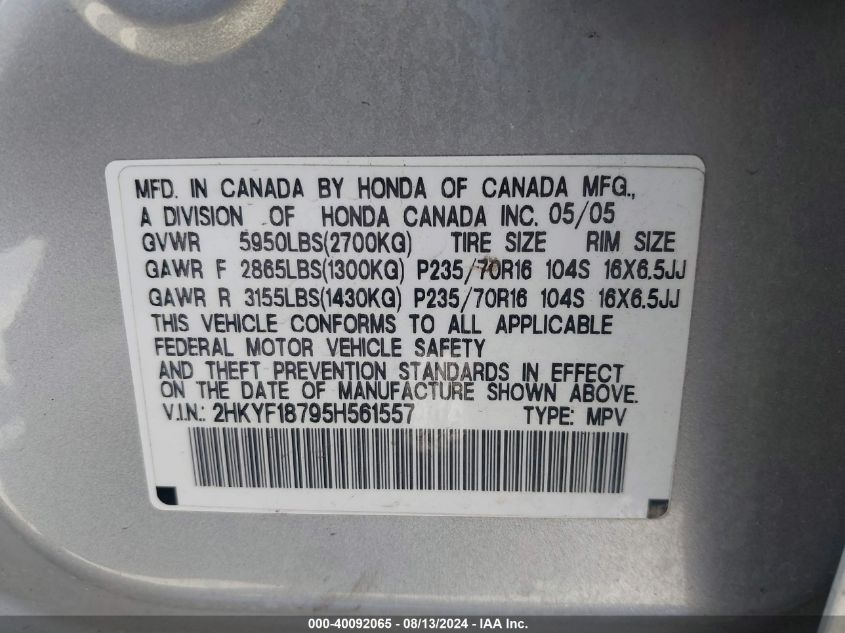 MFD. IN CANADA BY HONDA OF CANADA MFG.,
A DIVISION OF HONDA CANADA INC. 05/05
GVWR 5950LBS(2700KG) TIRE SIZE RIM SIZE
GAWR F 2865LBS(1300KG) P235/70R16 104S 16X6.5JJ
GAWR R 3155LBS(1430KG) P235/70R16 104S 16X6.5JJ
THIS VEHICLE CONFORMS TO ALL APPLICABLE
FEDERAL MOTOR VEHICLE SAFETY
AND THEFT PREVENTION STANDARDS IN EFFECT
ON THE DATE OF MANUFACTURE SHOWN ABOVE.
V.I.N.: 2HKYF18795H561557 TYPE: MPV
000-40092065 - 08/13/2024 - IAA Inc.